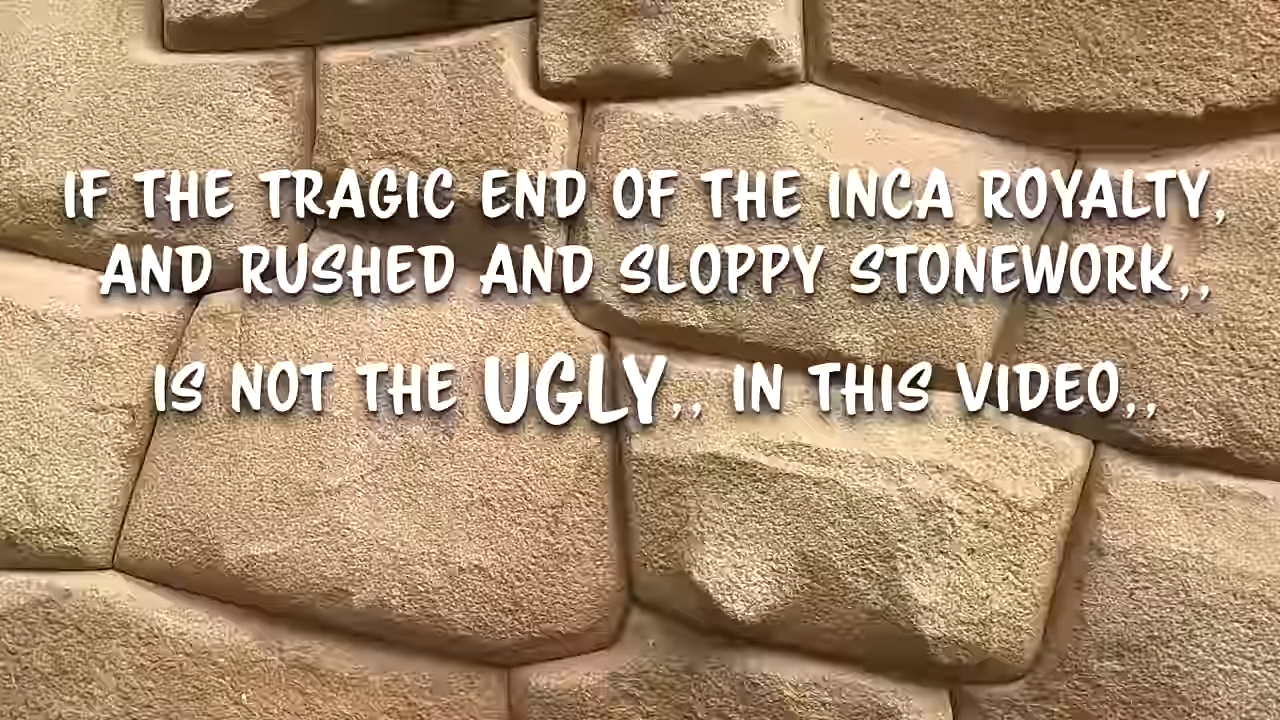 IF THE TRAGIC END OF THE INCA ROYALTY,
AND RUSHED AND SLOPPY STONEWORK,,
IS NOT THE UGLY,, IN THIS VIDEO,,